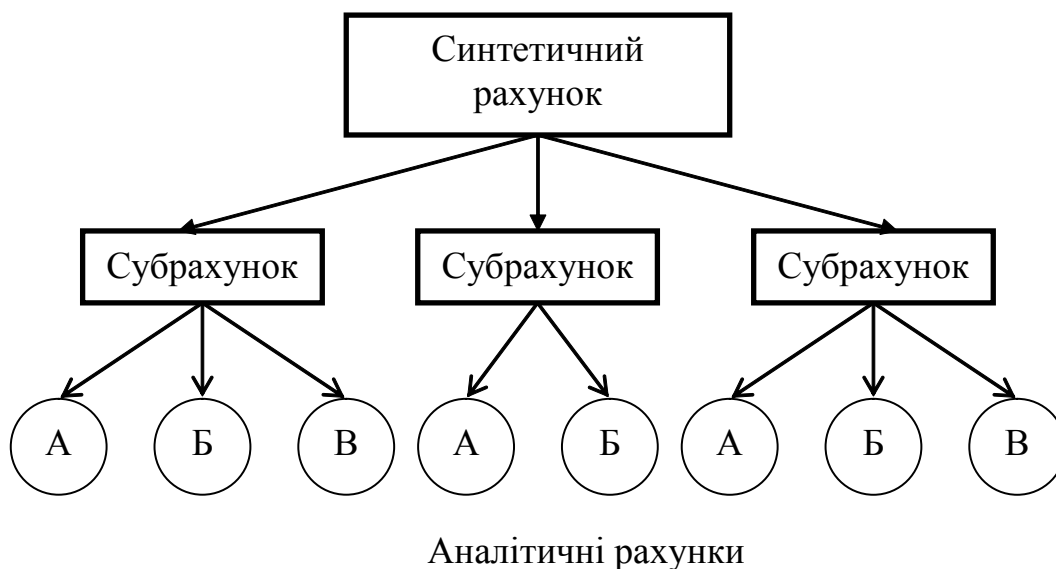 Синтетичний
рахунок
Субрахунок
Субрахунок
Субрахунок
А
Б
В
А
Б
А
Б
В
Аналітичні рахунки